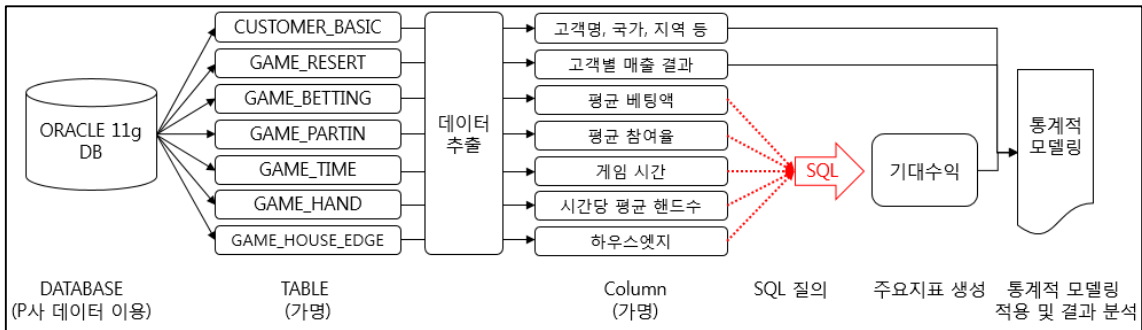 CUSTOMER_BASIC
GAME_RESERT
GAME_BETTING
GAME_PARTIN
GAME_TIME
GAME_HAND
GAME_HOUSE_EDGE
ORACLE 11g
DB
데이터
추출
고객명, 국가, 지역 등
고객별 매출 결과
평균 베팅액
평균 참여율
게임 시간
시간당 평균 핸드수
하우스엣지
SQL
기대수익
통계적
모델링
DATABASE
(P사 데이터 이용)
TABLE
(가명)
Column
(가명)
SQL 질의
주요지표 생성
통계적 모델링
적용 및 결과 분석